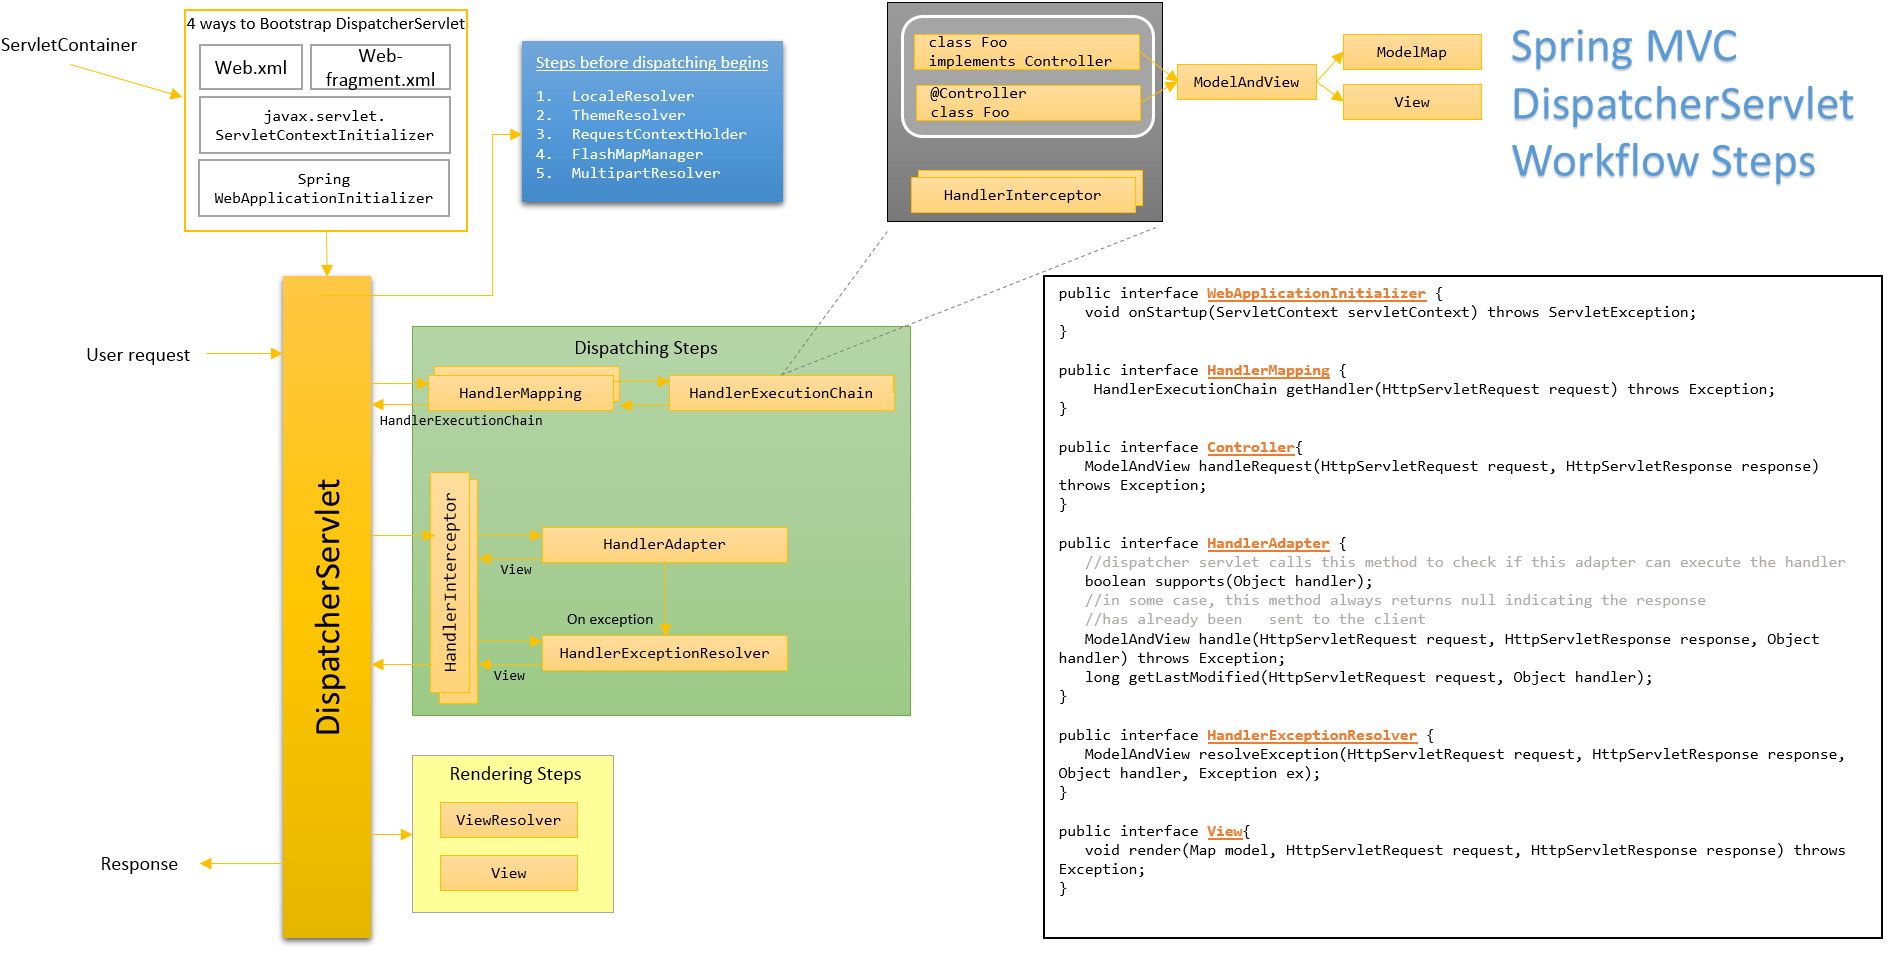 ServletContainer
4 ways to Bootstrap DispatcherServlet
Web.xml
Web-
fragment.xml
javax.servlet.
ServletContextInitializer
Spring
WebApplicationInitializer
Steps before dispatching begins
1. LocaleResolver
2. ThemeResolver
3. RequestContextHolder
4. FlashMapManager
5. MultipartResolver
class Foo
implements Controller
@Controller
class Foo
HandlerInterceptor
ModelAndView
ModelMap
View
Spring MVC
DispatcherServlet
Workflow Steps
User request
DispatcherServlet
Response
Dispatching Steps
HandlerMapping
HandlerExecutionChain
HandlerExecutionChain
HandlerInterceptor
HandlerAdapter
View
On exception
HandlerExceptionResolver
View
Rendering Steps
ViewResolver
View
public interface WebApplicationInitializer {
void onStartup(ServletContext servletContext) throws ServletException;
}
public interface HandlerMapping {
HandlerExecutionChain getHandler(HttpServletRequest request) throws Exception;
}
public interface Controller{
ModelAndView handleRequest(HttpServletRequest request, HttpServletResponse response)
throws Exception;
}
public interface HandlerAdapter {
//dispatcher servlet calls this method to check if this adapter can execute the handler
boolean supports(Object handler);
//in some case, this method always returns null indicating the response
//has already been   sent to the client
ModelAndView handle(HttpServletRequest request, HttpServletResponse response, Object
handler) throws Exception;
long getLastModified(HttpServletRequest request, Object handler);
}
public interface HandlerExceptionResolver {
ModelAndView resolveException(HttpServletRequest request, HttpServletResponse response,
Object handler, Exception ex);
}
public interface View{
void render(Map model, HttpServletRequest request, HttpServletResponse response) throws
Exception;
}